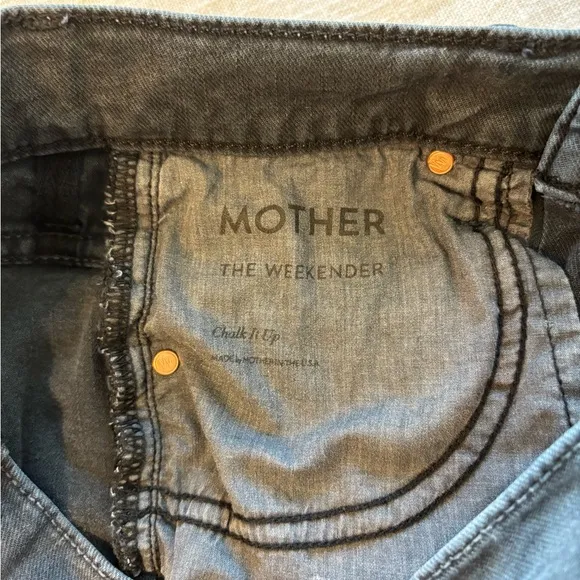 MOTHER
THE WEEKENDER
Chalk It Up
MADE by MOTHER IN THE U.S.A.